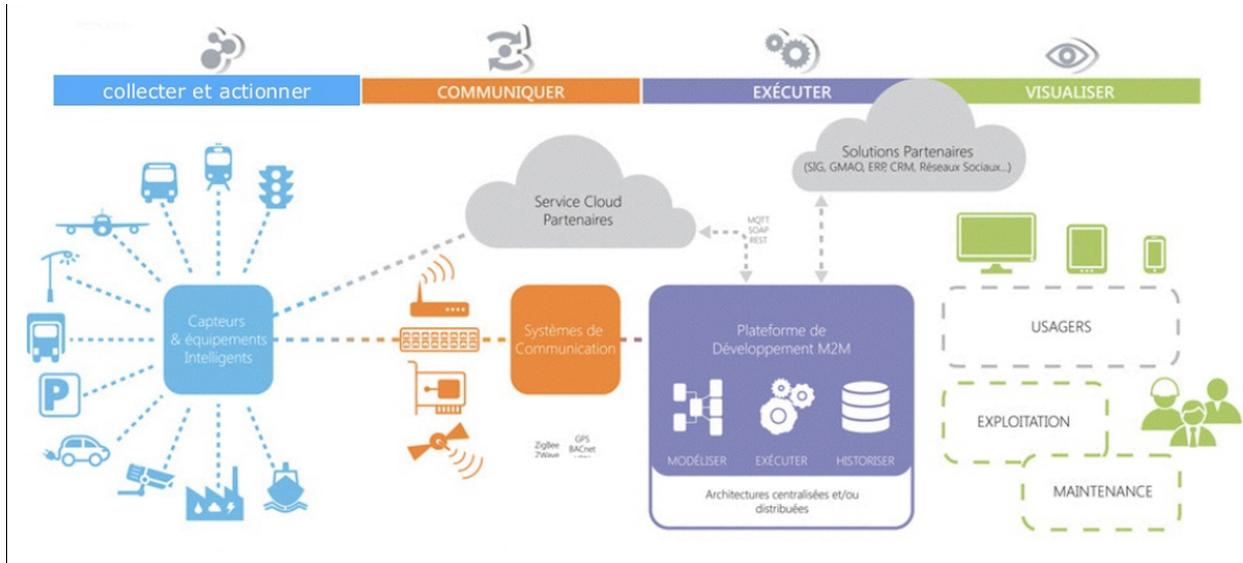 collecter et actionner
COMMUNIQUER
EXÉCUTER
VISUALISER
Solutions Partenaires
(SIG, GMAO, ERP, CRM, Réseaux Sociaux...)
Service Cloud
Partenaires
MQTT
SOAP
REST
Capteurs
& équipements
Intelligents
P
Systèmes de
Communication
ZigBee
ZWave
GPS
BACnet
Plateforme de
Développement M2M
MODÉLISER
EXÉCUTER
HISTORISER
Architectures centralisées et/ou
distribuées
USAGERS
EXPLOITATION
MAINTENANCE